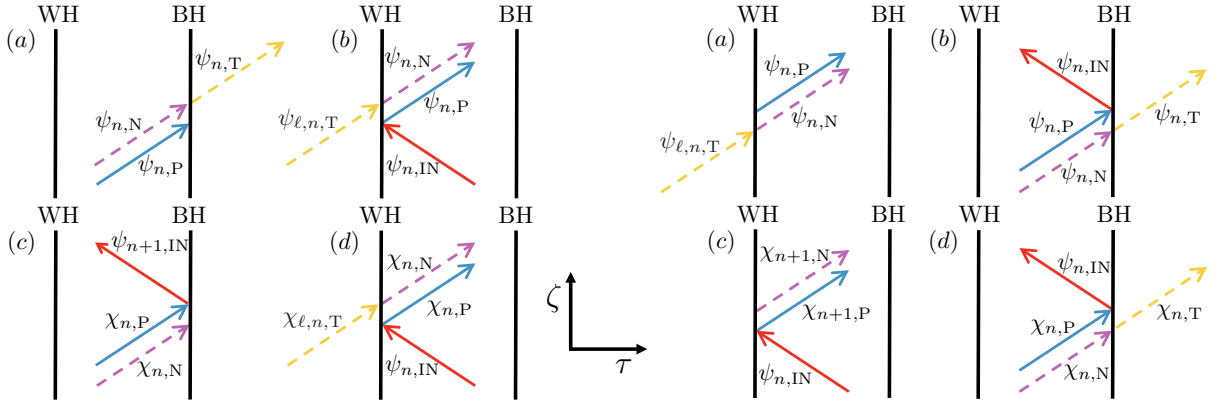 WH BH WH BH WH BH WH BH
(a) (b) (a) (b)
ψn,T ψn,N ψn,P ψn,IN
ψn,N ψℓ,n,T ψn,P ψn,N ψn,P ψn,T
ψn,P ψn,IN ψℓ,n,T ψn,N
WH BH WH BH WH BH WH BH
(c) (d) (c) (d)
ψn+1,IN χn,N χn+1,N ψn,IN
χn,P χℓ,n,T χn,P ζ χn+1,P χn,P χn,T
χn,N ψn,IN τ ψn,IN χn,N